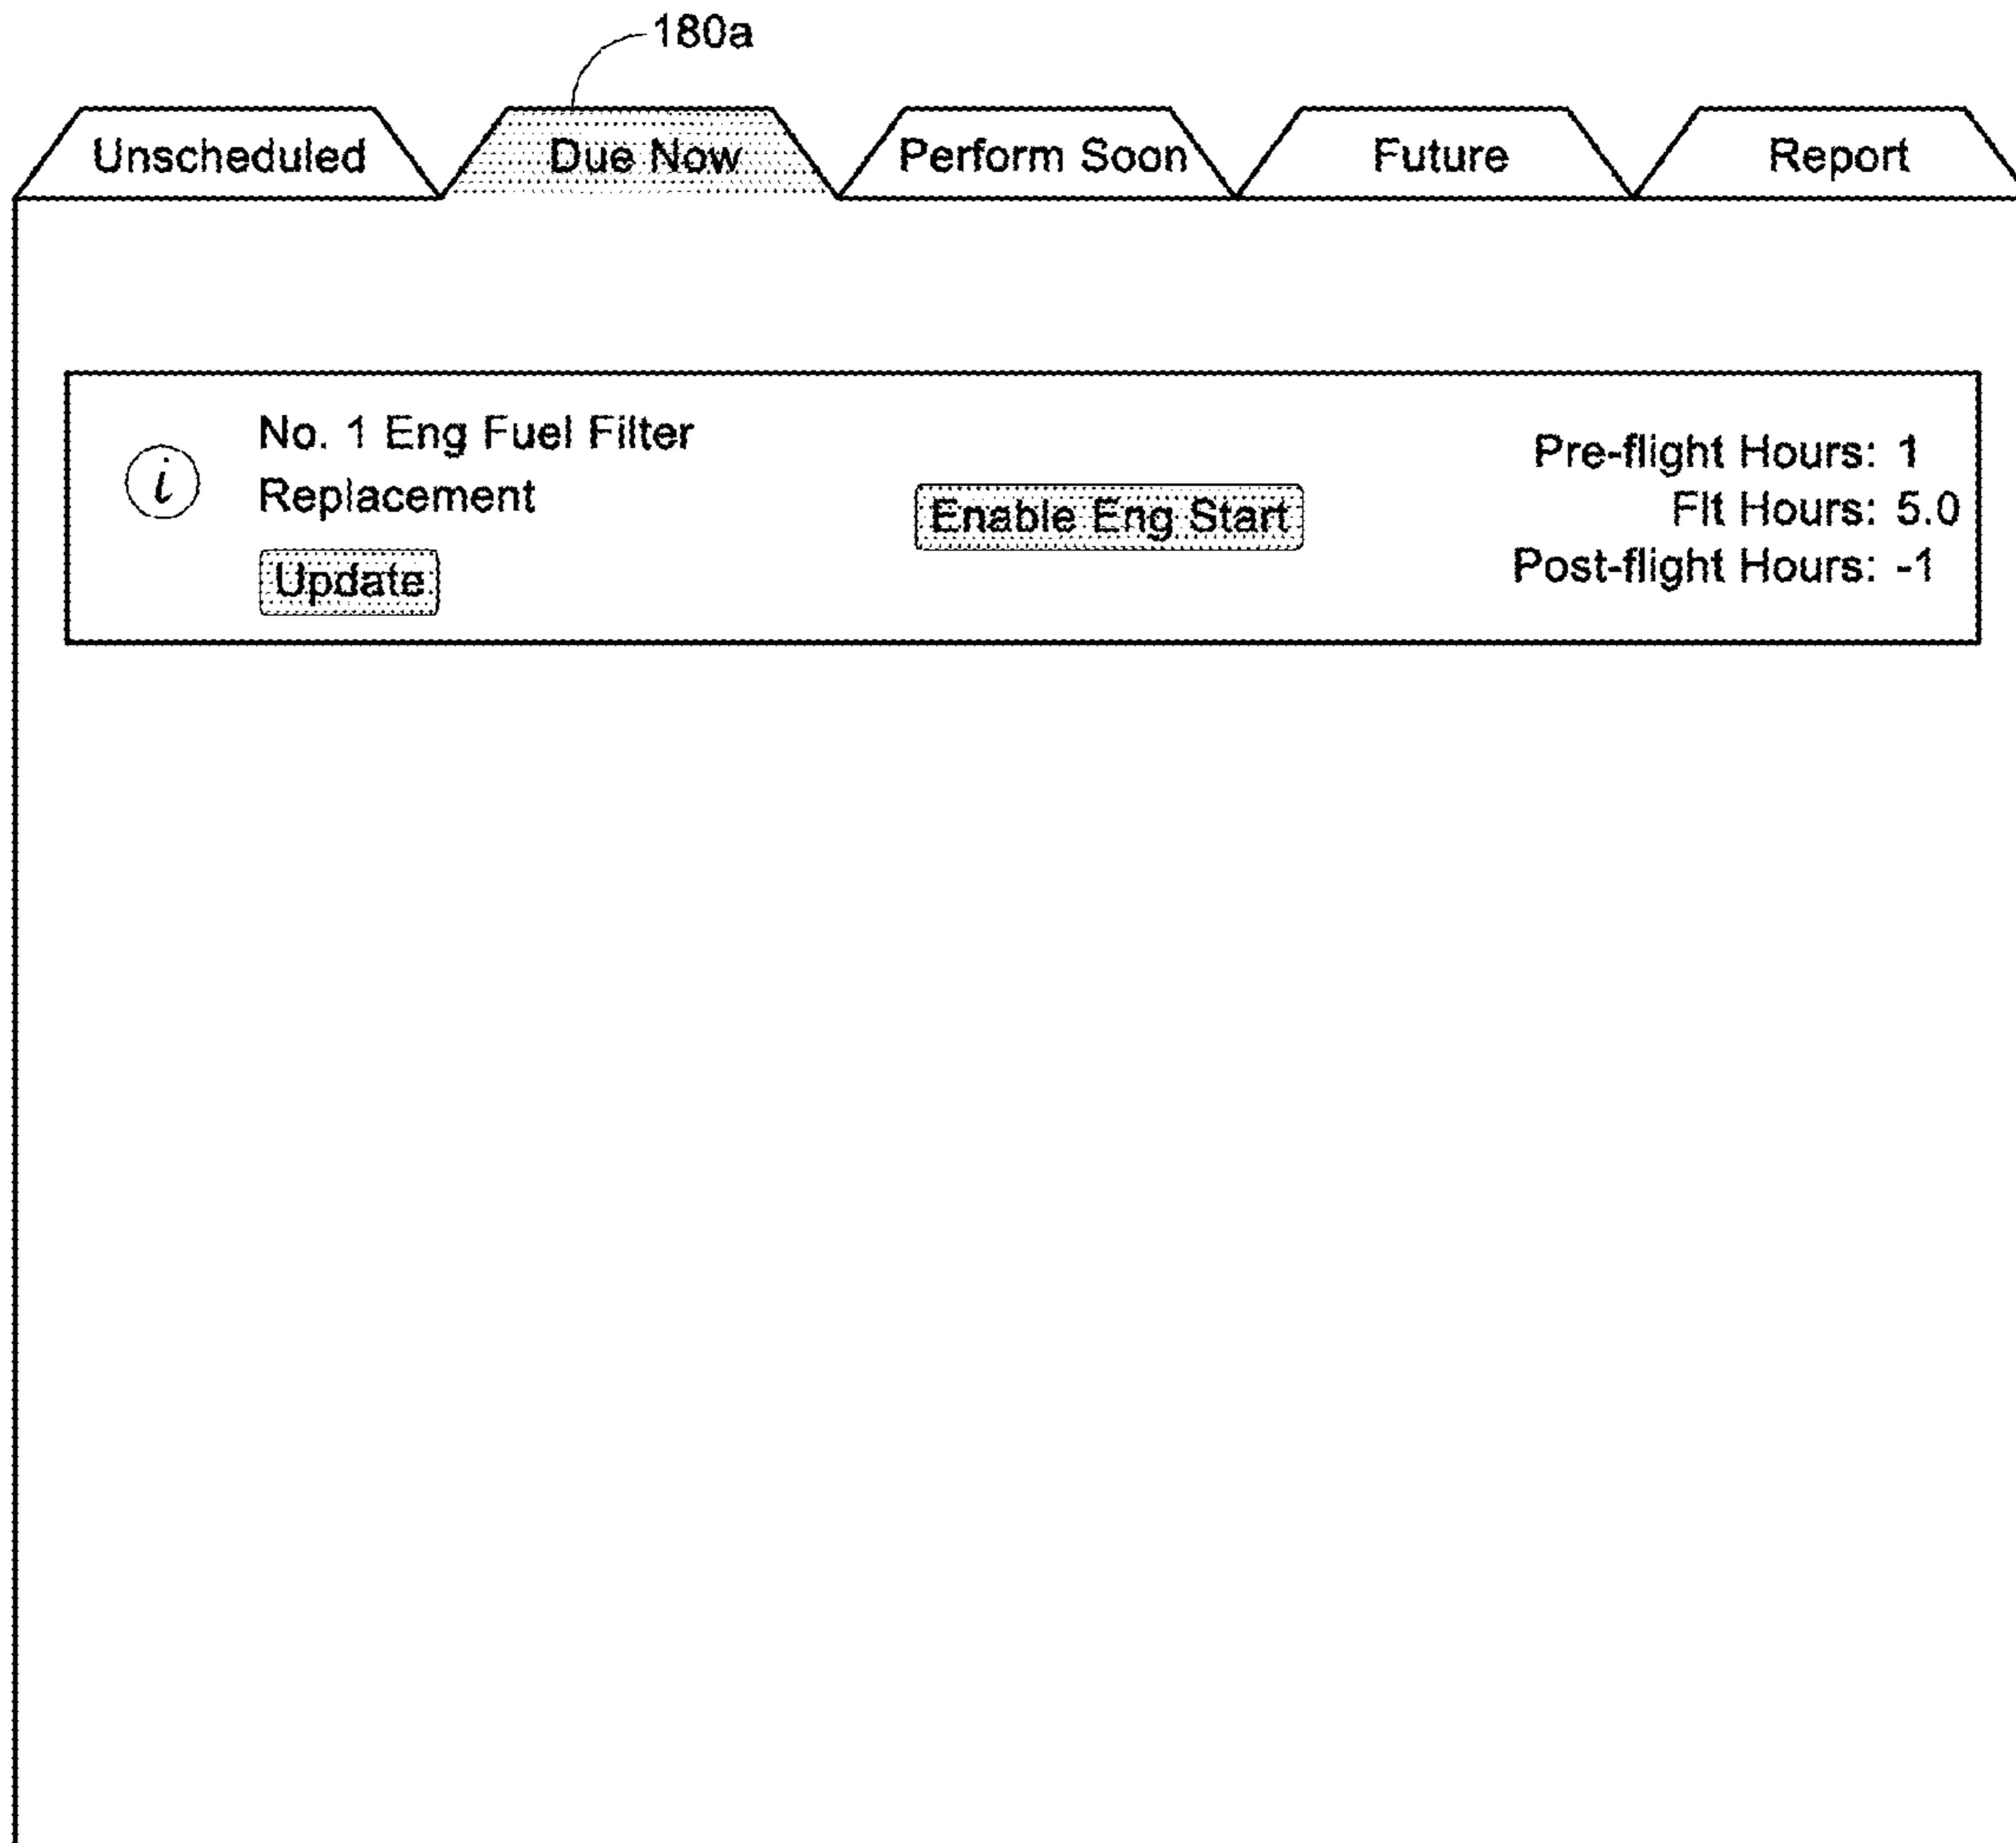 180a
Unscheduled Due Now Perform Soon Future Report
No. 1 Eng Fuel Filter
Replacement
Update
i
Enable Eng Start
Pre-flight Hours: 1
Flt Hours: 5.0
Post-flight Hours: -1